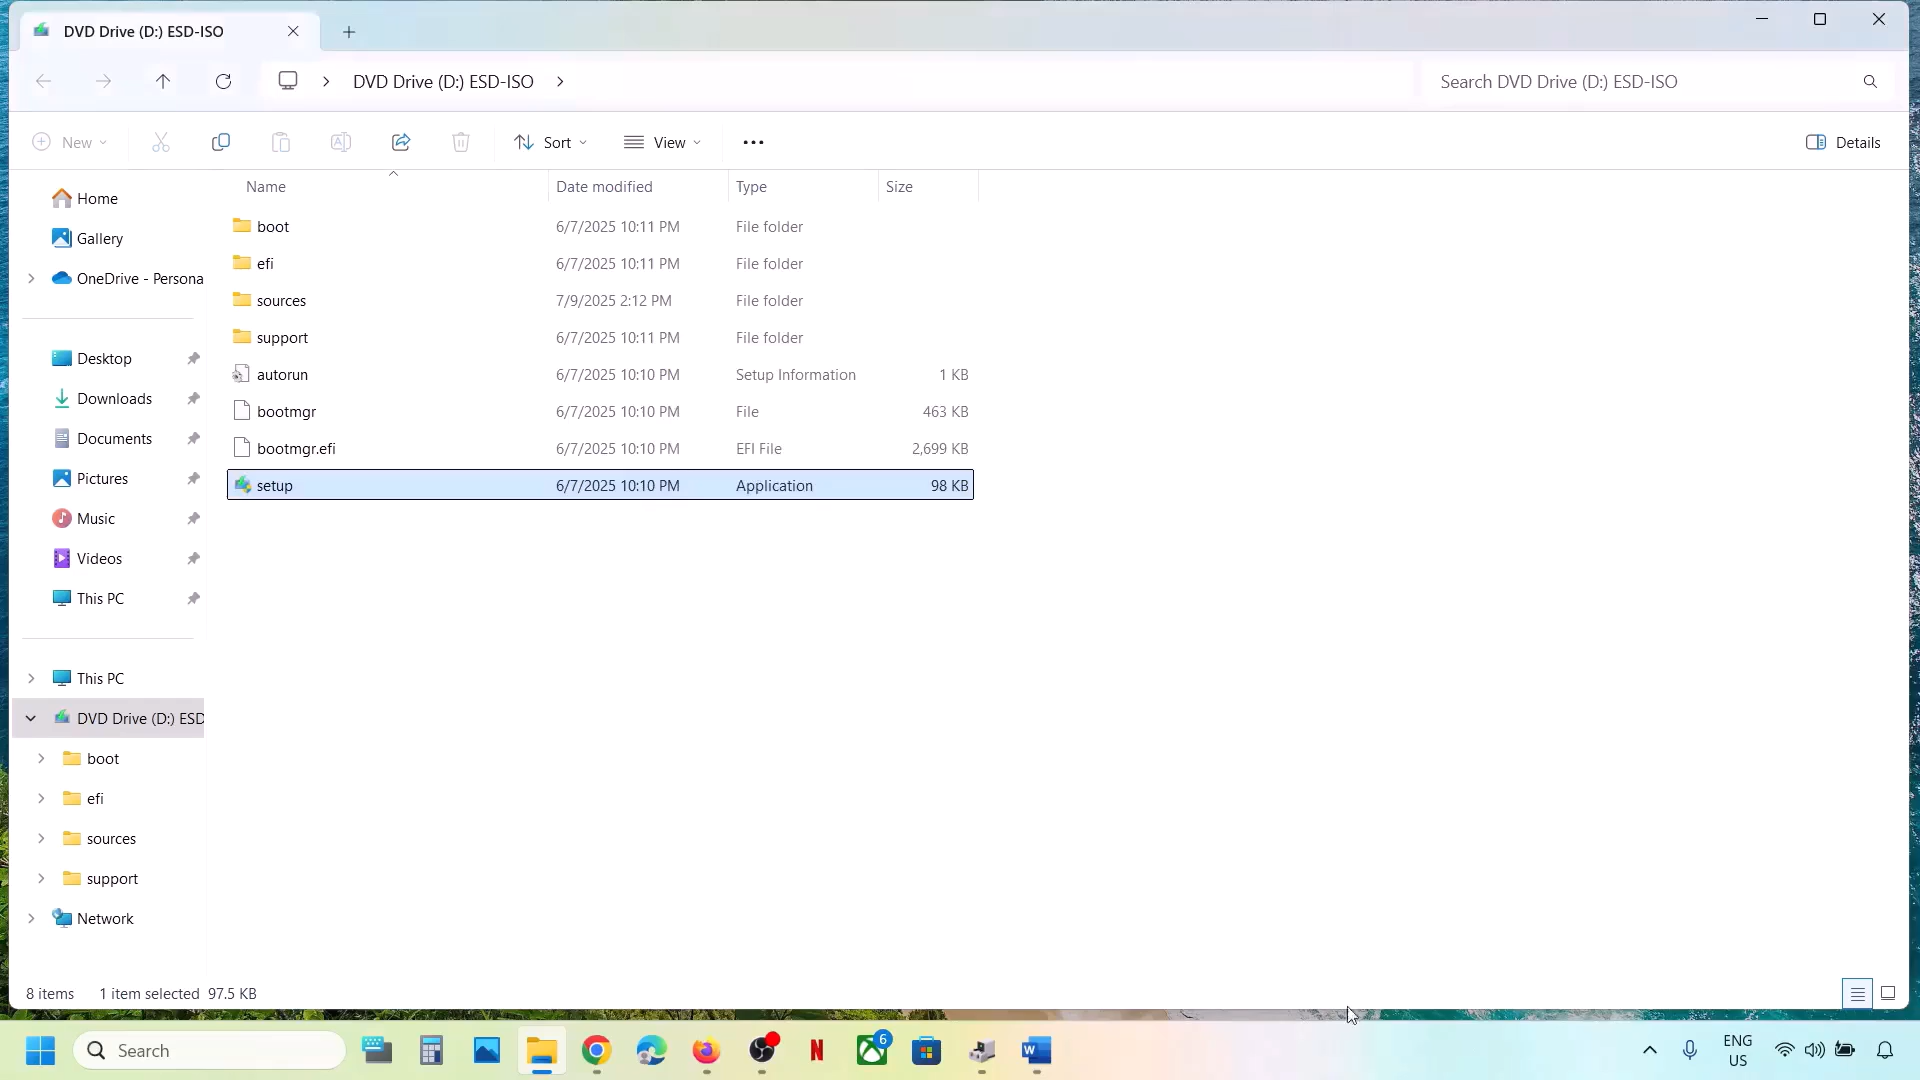 DVD Drive (D:) ESD-ISO
DVD Drive (D:) ESD-ISO
Search DVD Drive (D:) ESD-ISO
New
Sort
View
Details
Name Date modified Type Size
boot 6/7/2025 10:11 PM File folder
efi 6/7/2025 10:11 PM File folder
sources 7/9/2025 2:12 PM File folder
support 6/7/2025 10:11 PM File folder
autorun 6/7/2025 10:10 PM Setup Information 1 KB
bootmgr 6/7/2025 10:10 PM File 463 KB
bootmgr.efi 6/7/2025 10:10 PM EFI File 2,699 KB
setup 6/7/2025 10:10 PM Application 98 KB
Home
Gallery
OneDrive - Persona
Desktop
Downloads
Documents
Pictures
Music
Videos
This PC
This PC
DVD Drive (D:) ESD
boot
efi
sources
support
Network
8 items 1 item selected 97.5 KB
Search
N
6
W
ENG
US